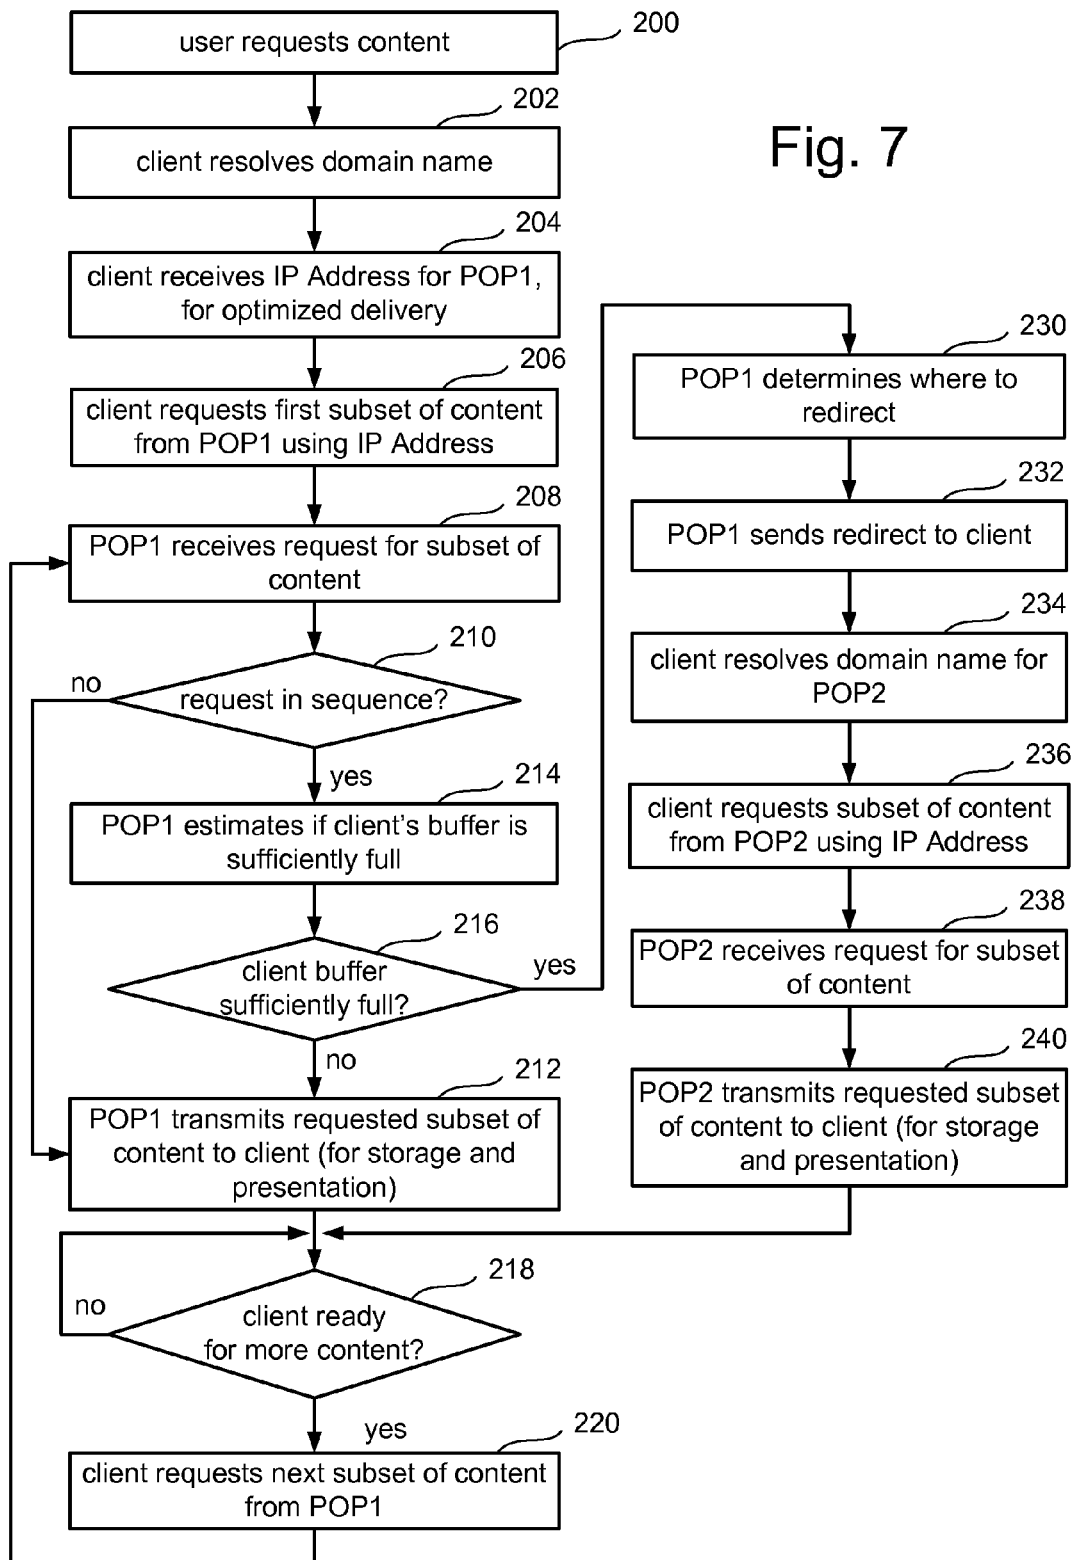 user requests content
200
202
client resolves domain name
Fig. 7
204
client receives IP Address for POP1,
for optimized delivery
206
client requests first subset of content
from POP1 using IP Address
208
POP1 receives request for subset of
content
210
no
request in sequence?
yes
214
POP1 estimates if client's buffer is
sufficiently full
216
client buffer
sufficiently full?
yes
no
212
POP1 transmits requested subset of
content to client (for storage and
presentation)
218
no
client ready
for more content?
yes
220
client requests next subset of content
from POP1
230
POP1 determines where to
redirect
232
POP1 sends redirect to client
234
client resolves domain name for
POP2
236
client requests subset of content
from POP2 using IP Address
238
POP2 receives request for subset
of content
240
POP2 transmits requested subset
of content to client (for storage
and presentation)